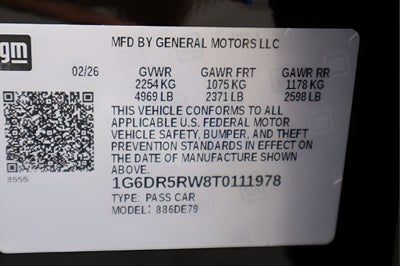 gm
MFD BY GENERAL MOTORS LLC
02/26 GVWR GAWR FRT GAWR RR
2254 KG 1075 KG 1178 KG
4969 LB 2371 LB 2598 LB
THIS VEHICLE CONFORMS TO ALL
APPLICABLE U.S. FEDERAL MOTOR
VEHICLE SAFETY, BUMPER, AND THEFT
PREVENTION STANDARDS IN EFFECT ON
THE DATE OF MANUFACTURE SHOWN
ABOVE.
1G6DR5RW8T0111978
TYPE: PASS CAR
MODEL: 886DE79